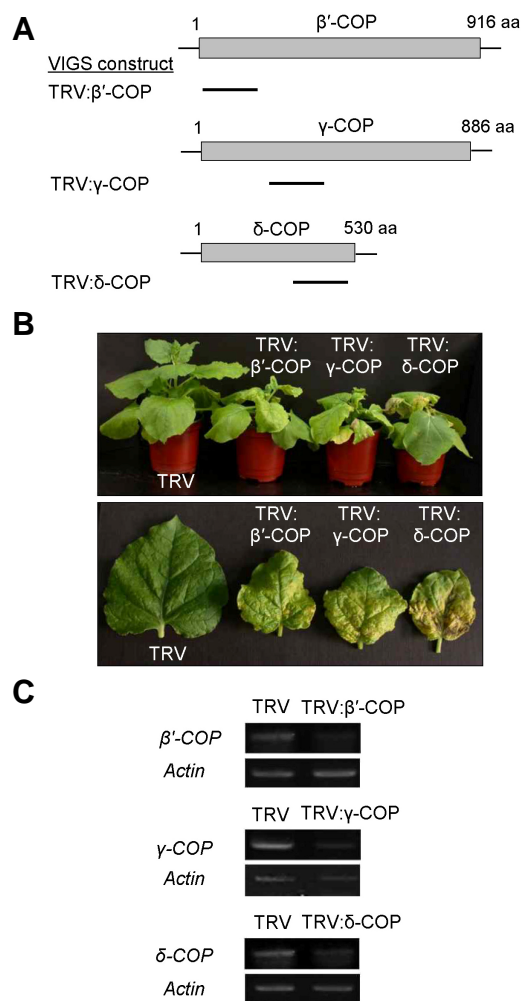 A
1 β′-COP 916 aa
VIGS construct
TRV:β′-COP
1 γ-COP 886 aa
TRV:γ-COP
1 δ-COP 530 aa
TRV:δ-COP
B
TRV: TRV: TRV:
β′-COP γ-COP δ-COP
TRV
TRV: TRV: TRV:
β′-COP γ-COP δ-COP
TRV
C
TRV TRV:β′-COP
β′-COP
Actin
TRV TRV:γ-COP
γ-COP
Actin
TRV TRV:δ-COP
δ-COP
Actin